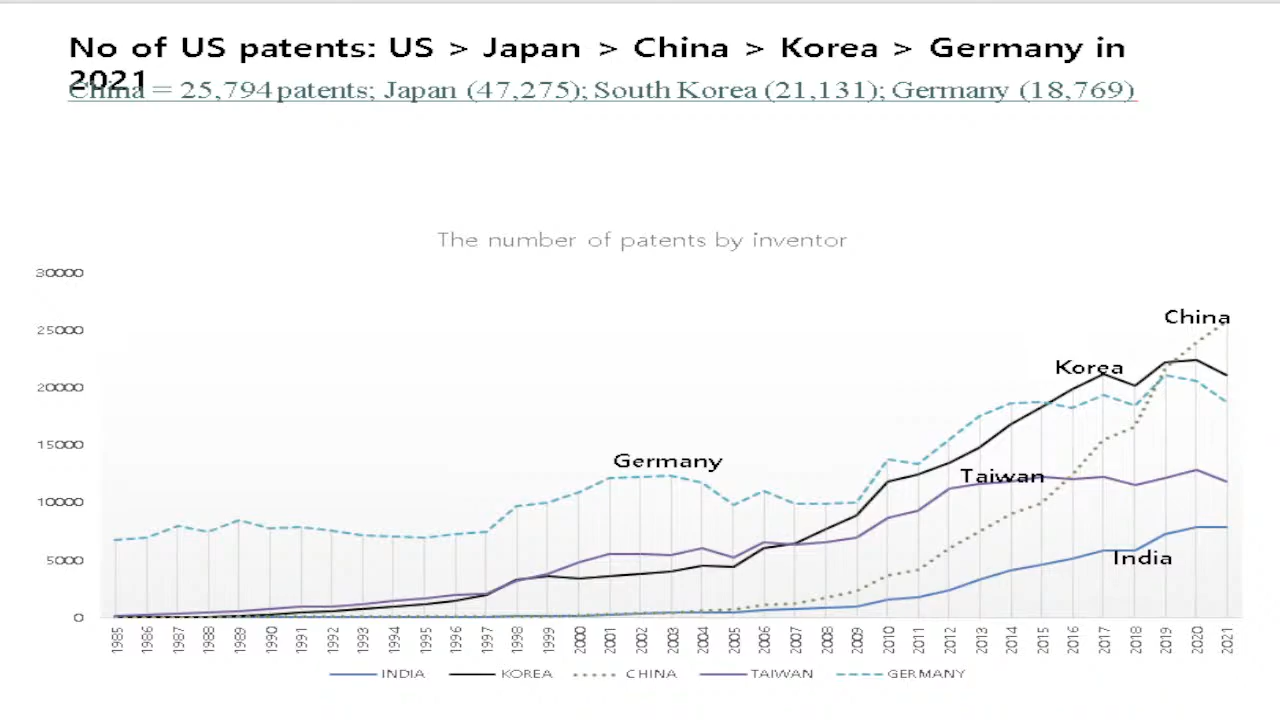 No of US patents: US > Japan > China > Korea > Germany in
2021
China = 25,794 patents; Japan (47,275); South Korea (21,131); Germany (18,769)
The number of patents by inventor
30000
25000
20000
15000
10000
5000
0
China
Korea
Germany
Taiwan
India
1985 1986 1987 1988 1989 1990 1991 1992 1993 1994 1995 1996 1997 1998 1999 2000 2001 2002 2003 2004 2005 2006 2007 2008 2009 2010 2011 2012 2013 2014 2015 2016 2017 2018 2019 2020 2021
INDIA KOREA CHINA TAIWAN GERMANY